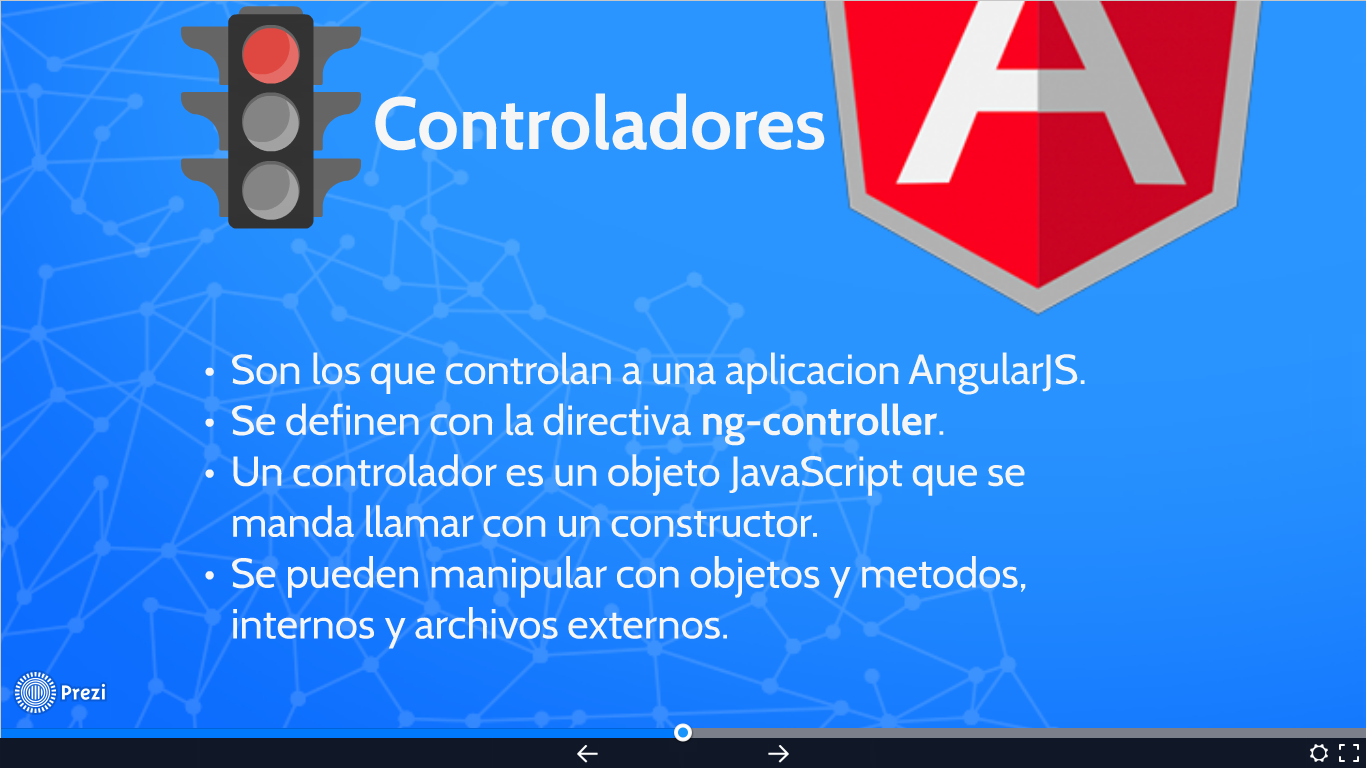 Controladores
• Son los que controlan a una aplicacion AngularJS.
• Se definen con la directiva ng-controller.
• Un controlador es un objeto JavaScript que se
manda llamar con un constructor.
• Se pueden manipular con objetos y metodos,
internos y archivos externos.
Prezi